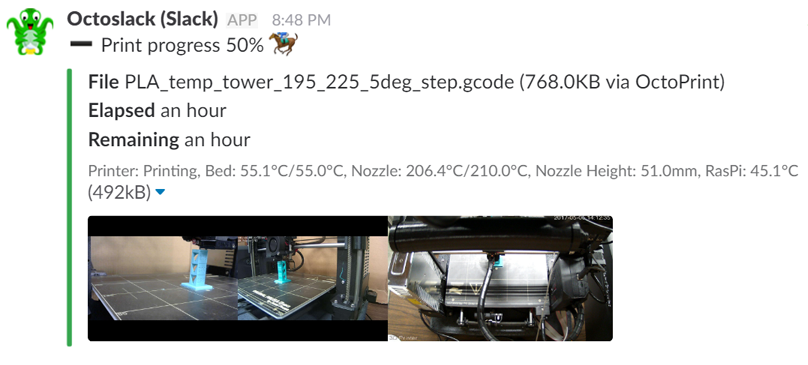 Octoslack (Slack) APP 8:48 PM
Print progress 50%
File PLA_temp_tower_195_225_5deg_step.gcode (768.0KB via OctoPrint)
Elapsed an hour
Remaining an hour
Printer: Printing, Bed: 55.1°C/55.0°C, Nozzle: 206.4°C/210.0°C, Nozzle Height: 51.0mm, RasPi: 45.1°C
(492kB)